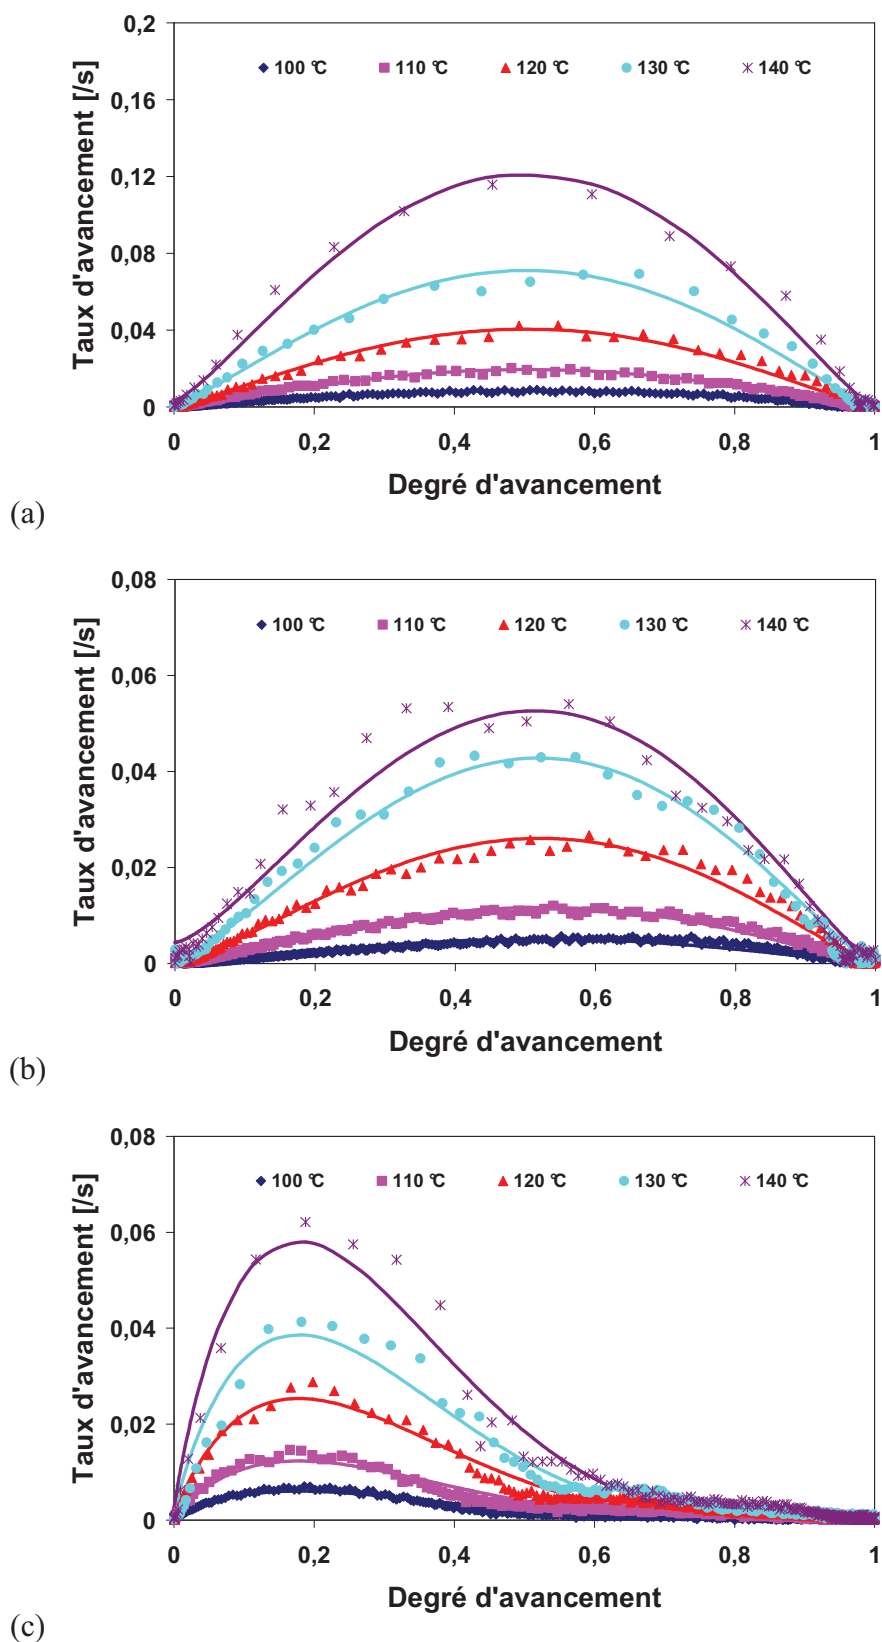 0,2
0,16
0,12
0,08
0,04
0
Taux d'avancement [/s]
100 °C 110 °C 120 °C 130 °C 140 °C
0 0,2 0,4 0,6 0,8 1
Degré d'avancement
(a)
0,08
0,06
0,04
0,02
0
Taux d'avancement [/s]
100 °C 110 °C 120 °C 130 °C 140 °C
0 0,2 0,4 0,6 0,8 1
Degré d'avancement
(b)
0,08
0,06
0,04
0,02
0
Taux d'avancement [/s]
100 °C 110 °C 120 °C 130 °C 140 °C
0 0,2 0,4 0,6 0,8 1
Degré d'avancement
(c)